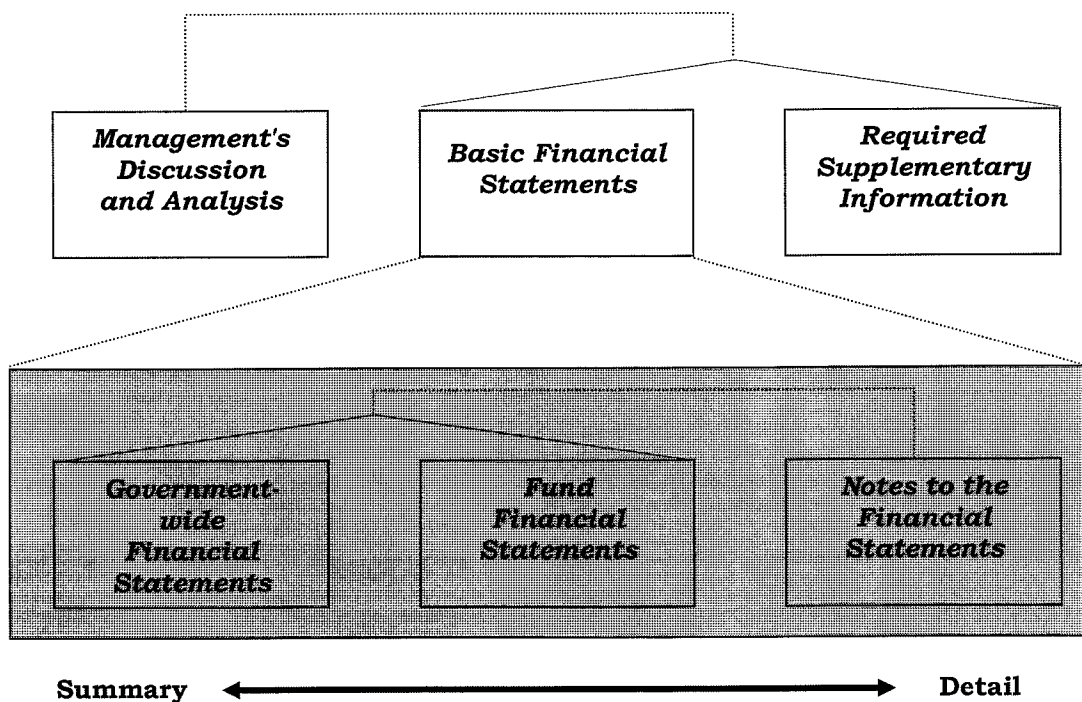 Management's
Discussion
and Analysis
Basic Financial
Statements
Required
Supplementary
Information
Government-
wide
Financial
Statements
Fund
Financial
Statements
Notes to the
Financial
Statements
Summary
Detail